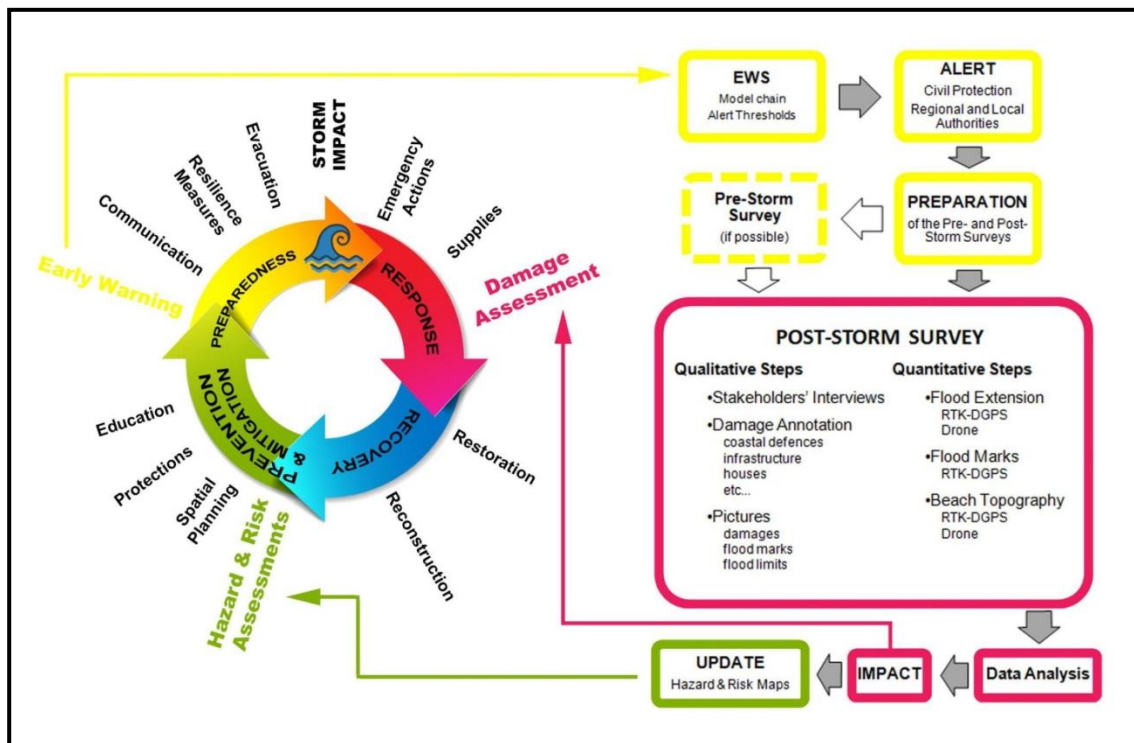 STORM
IMPACT
Evacuation
Resilience
Measures
Communication
Early Warning
Emergency
Actions
Supplies
Damage
Assessment
PREPAREDNESS
RESPONSE
RECOVERY
PREVENTION
& MITIGATION
Education
Protections
Spatial
Planning
Hazard & Risk
Assessments
Restoration
Reconstruction
EWS
Model chain
Alert Thresholds
ALERT
Civil Protection
Regional and Local
Authorities
Pre-Storm
Survey
(if possible)
PREPARATION
of the Pre- and Post-
Storm Surveys
POST-STORM SURVEY
Qualitative Steps
•Stakeholders' Interviews
•Damage Annotation
coastal defences
infrastructure
houses
etc...
•Pictures
damages
flood marks
flood limits
Quantitative Steps
•Flood Extension
RTK-DGPS
Drone
•Flood Marks
RTK-DGPS
•Beach Topography
RTK-DGPS
Drone
UPDATE
Hazard & Risk Maps
IMPACT
Data Analysis